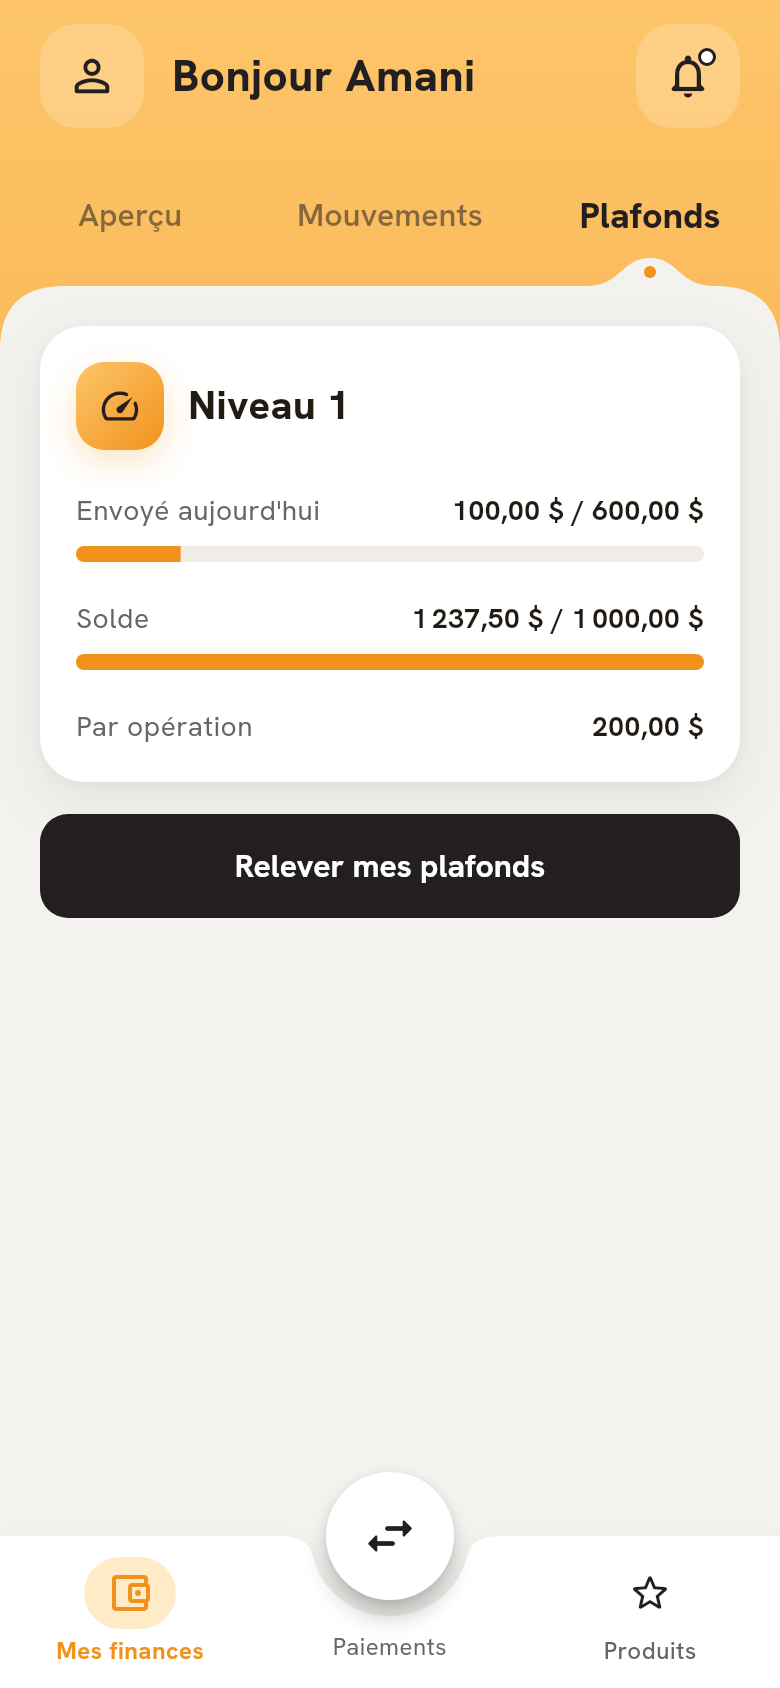 Bonjour Amani
Aperçu Mouvements Plafonds
Niveau 1
Envoyé aujourd'hui 100,00 $ / 600,00 $
Solde 1 237,50 $ / 1 000,00 $
Par opération 200,00 $
Relever mes plafonds
Mes finances Paiements Produits